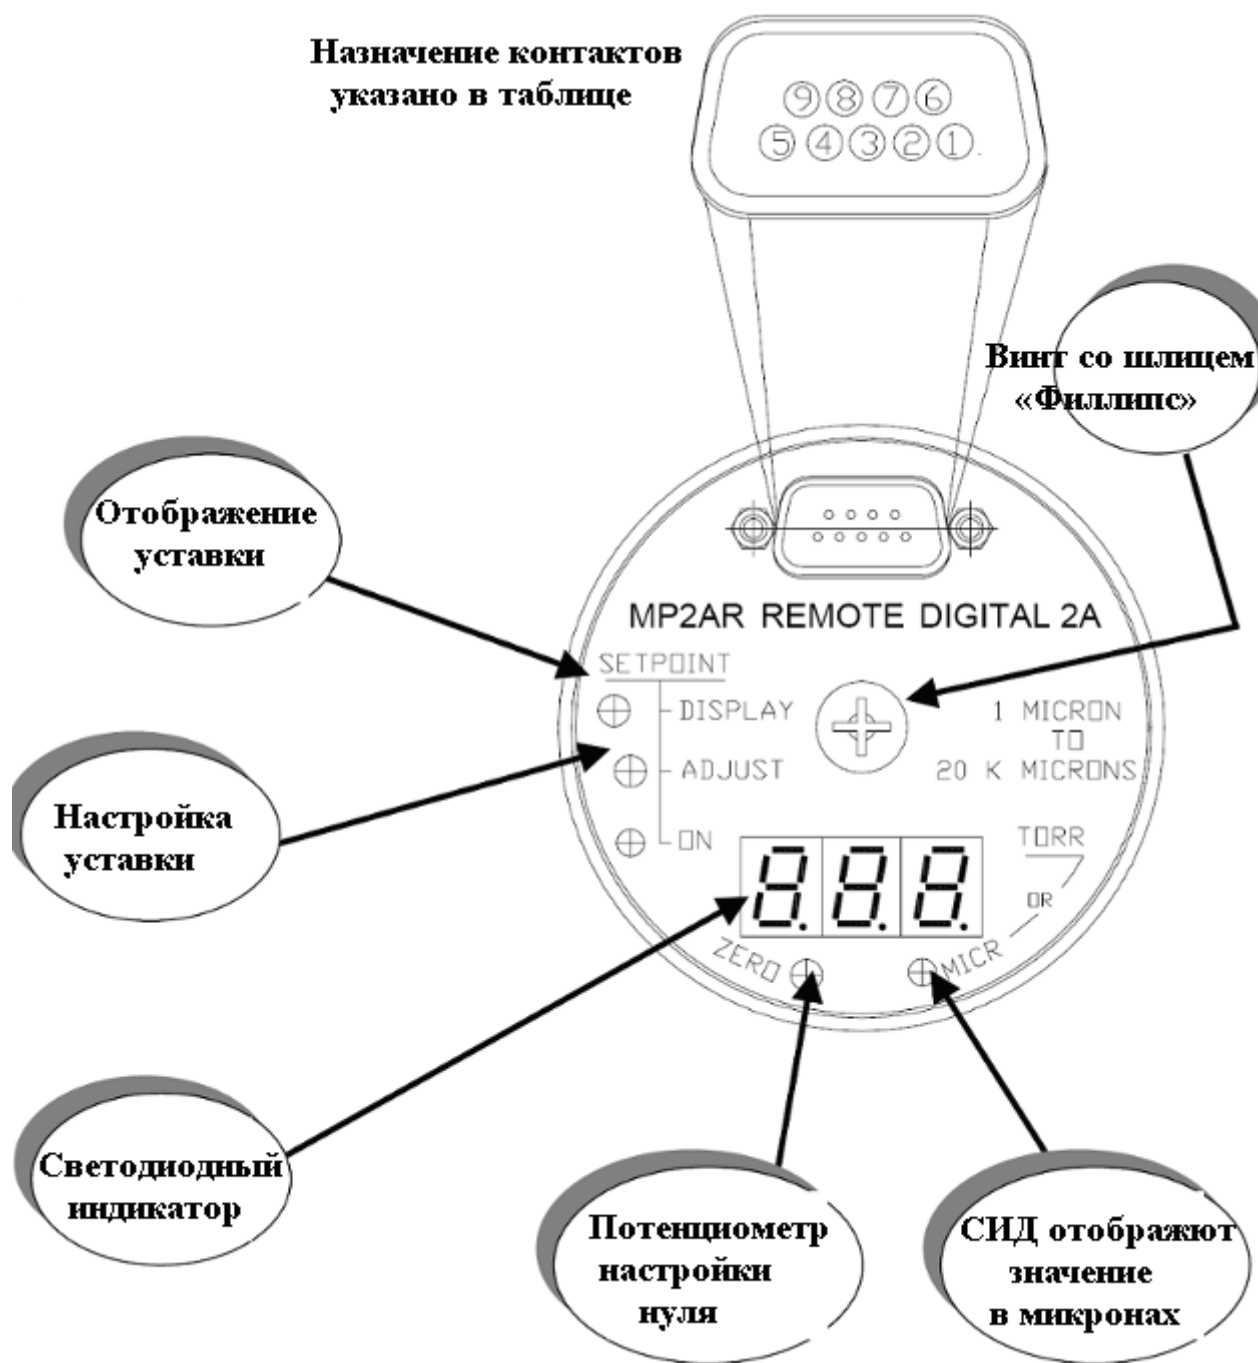 Назначение контактов
указано в таблице
9 8 7 6
5 4 3 2 1
Винт со шлицем
«Филлипс»
Отображение
уставки
MP2AR REMOTE DIGITAL 2A
SETPOINT
DISPLAY
ADJUST
ON
1 MICRON
TO
20 K MICRONS
Настройка
уставки
TORR
OR
8.8.8.
ZERO
MICR
Светодиодный
индикатор
Потенциометр
настройки
нуля
СИД отображют
значение
в микронах